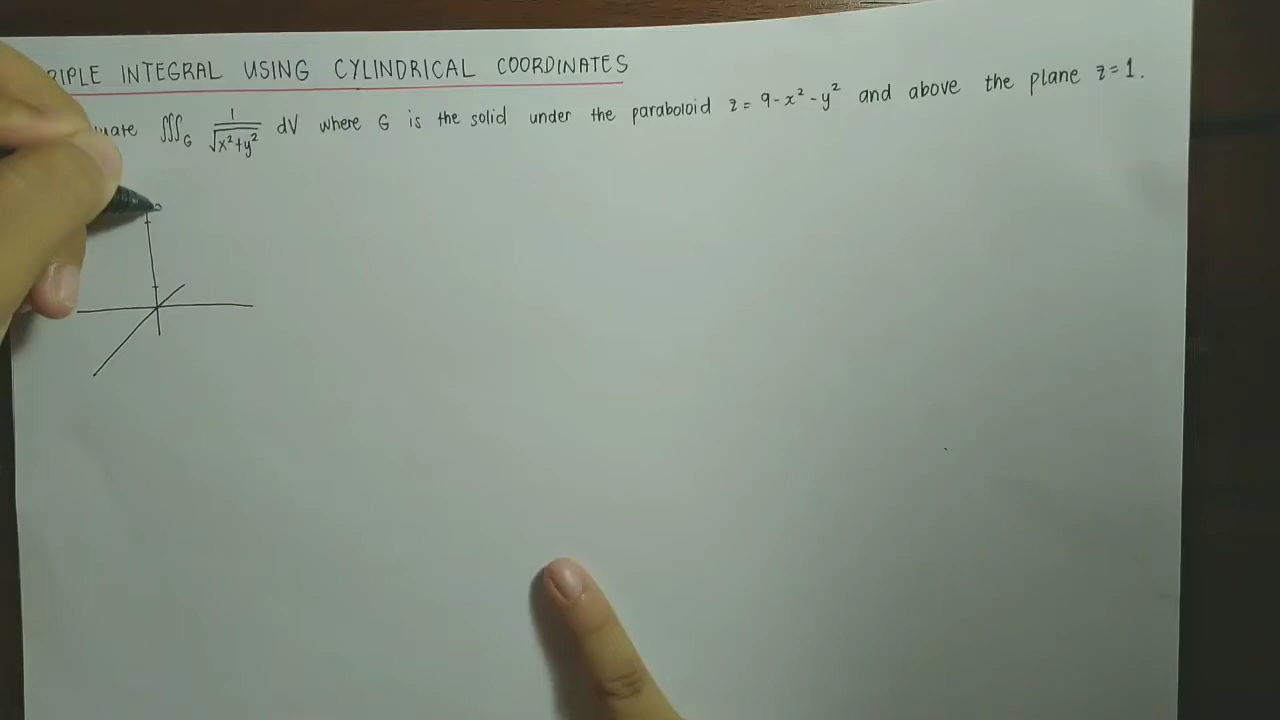 RIPLE INTEGRAL USING CYLINDRICAL COORDINATES
uate ∭_G 1/√(x²+y²) dV where G is the solid under the paraboloid z = 9-x²-y² and above the plane z=1.